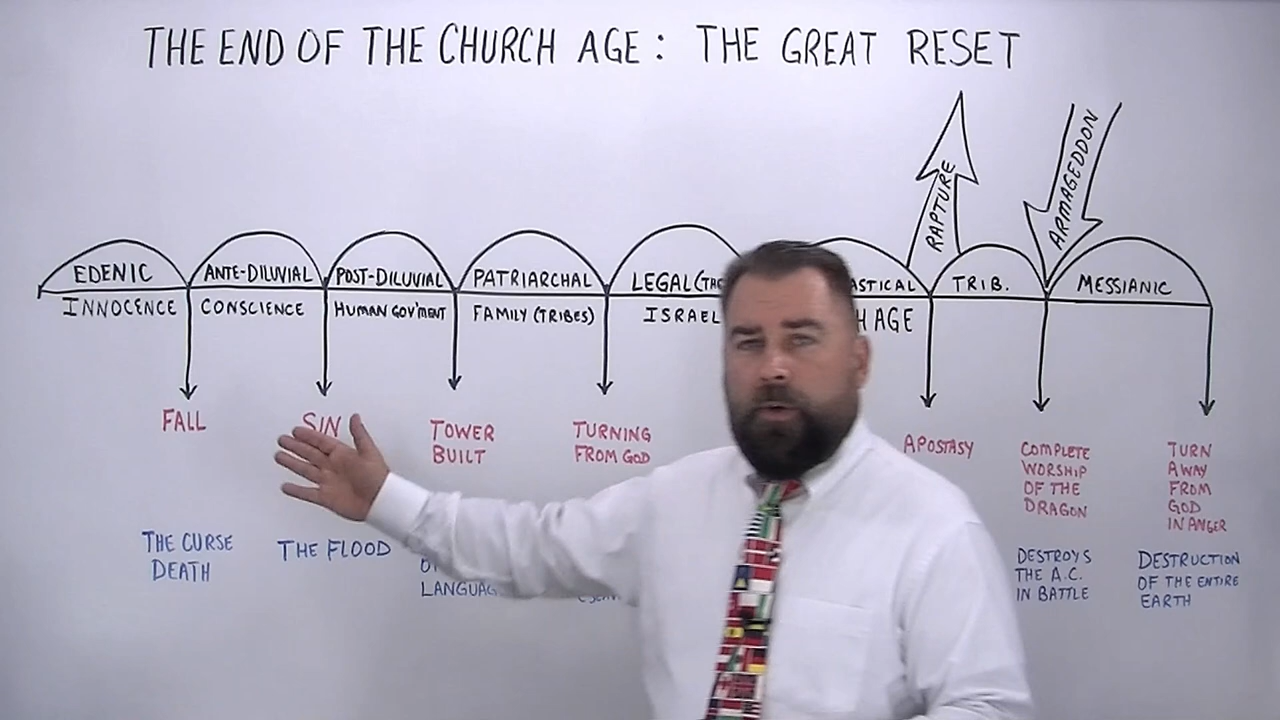 THE END OF THE CHURCH AGE: THE GREAT RESET
RAPTURE
ARMAGEDDON
EDENIC
ANTE-DILUVIAL
POST-DILUVIAL
PATRIARCHAL
LEGAL
TRIB.
MESSIANIC
INNOCENCE
CONSCIENCE
HUMAN GOV'MENT
FAMILY (TRIBES)
ISRAEL
AGE
FALL
SIN
TOWER
BUILT
TURNING
FROM GOD
APOSTASY
COMPLETE
WORSHIP
OF THE
DRAGON
TURN
AWAY
FROM
GOD
IN ANGER
THE CURSE
DEATH
THE FLOOD
DESTROYS
THE A.C.
IN BATTLE
DESTRUCTION
OF THE ENTIRE
EARTH